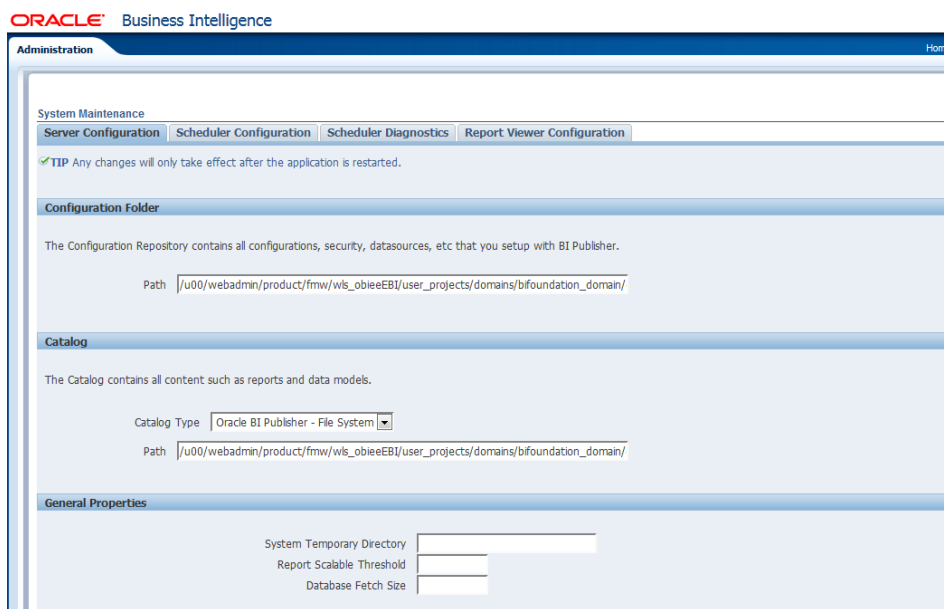 ORACLE Business Intelligence
Administration
System Maintenance
Server Configuration Scheduler Configuration Scheduler Diagnostics Report Viewer Configuration
TIP Any changes will only take effect after the application is restarted.
Configuration Folder
The Configuration Repository contains all configurations, security, datasources, etc that you setup with BI Publisher.
Path /u00/webadmin/product/fmw/wls_obieeEBI/user_projects/domains/bifoundation_domain/
Catalog
The Catalog contains all content such as reports and data models.
Catalog Type Oracle BI Publisher - File System
Path /u00/webadmin/product/fmw/wls_obieeEBI/user_projects/domains/bifoundation_domain/
General Properties
System Temporary Directory
Report Scalable Threshold
Database Fetch Size